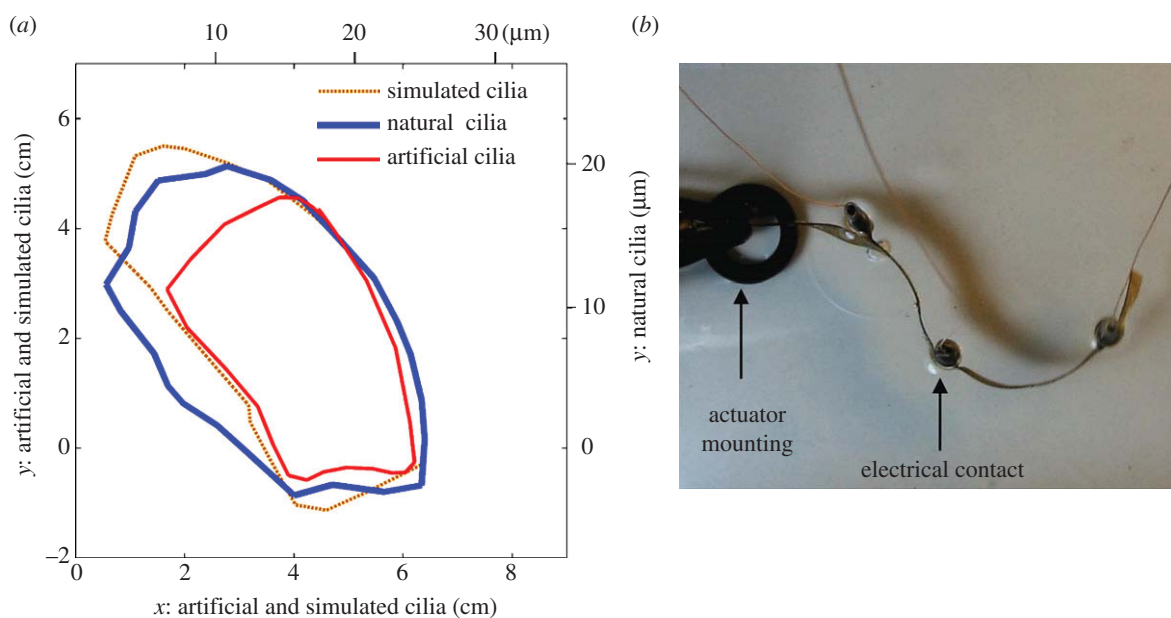 (a)
10 20 30 (μm)
simulated cilia
natural cilia
artificial cilia
6
4
2
0
–2
y: artificial and simulated cilia (cm)
20
10
0
y: natural cilia (μm)
0 2 4 6 8
x: artificial and simulated cilia (cm)
(b)
actuator
mounting
electrical contact